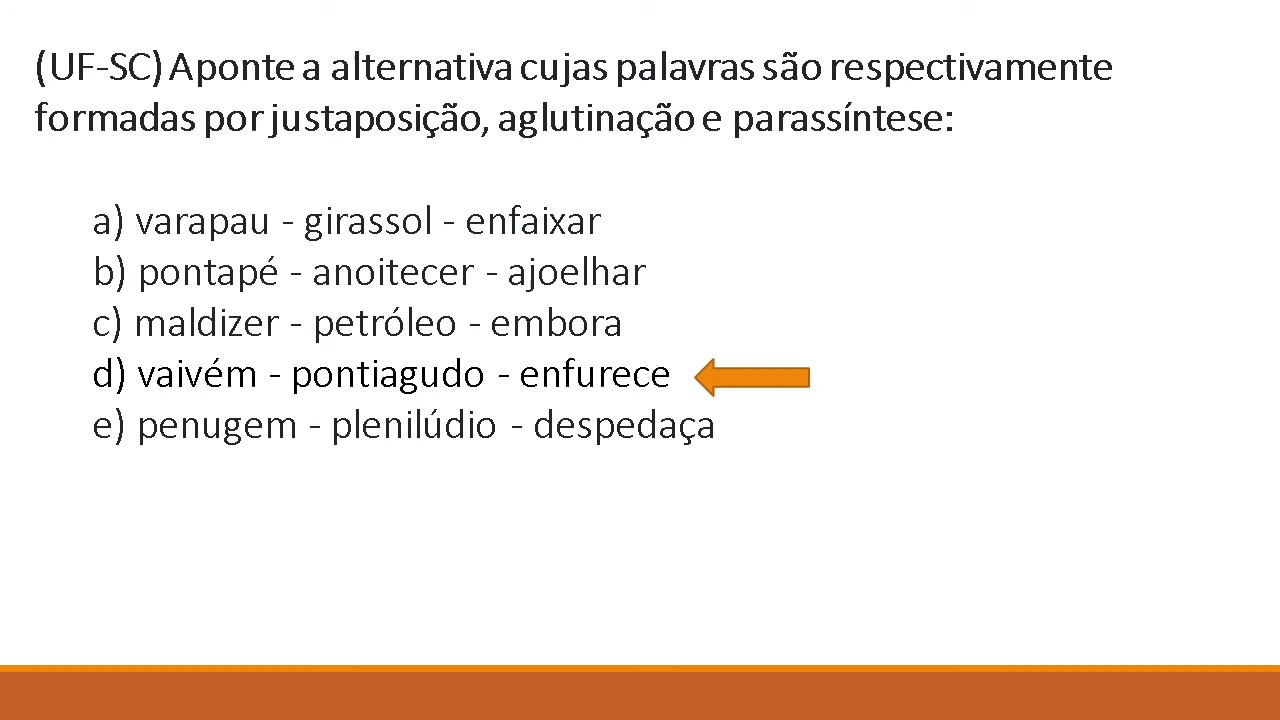 (UF-SC) Aponte a alternativa cujas palavras são respectivamente
formadas por justaposição, aglutinação e parassíntese:
a) varapau - girassol - enfaixar
b) pontapé - anoitecer - ajoelhar
c) maldizer - petróleo - embora
d) vaivém - pontiagudo - enfurece
e) penugem - plenilúdio - despedaça